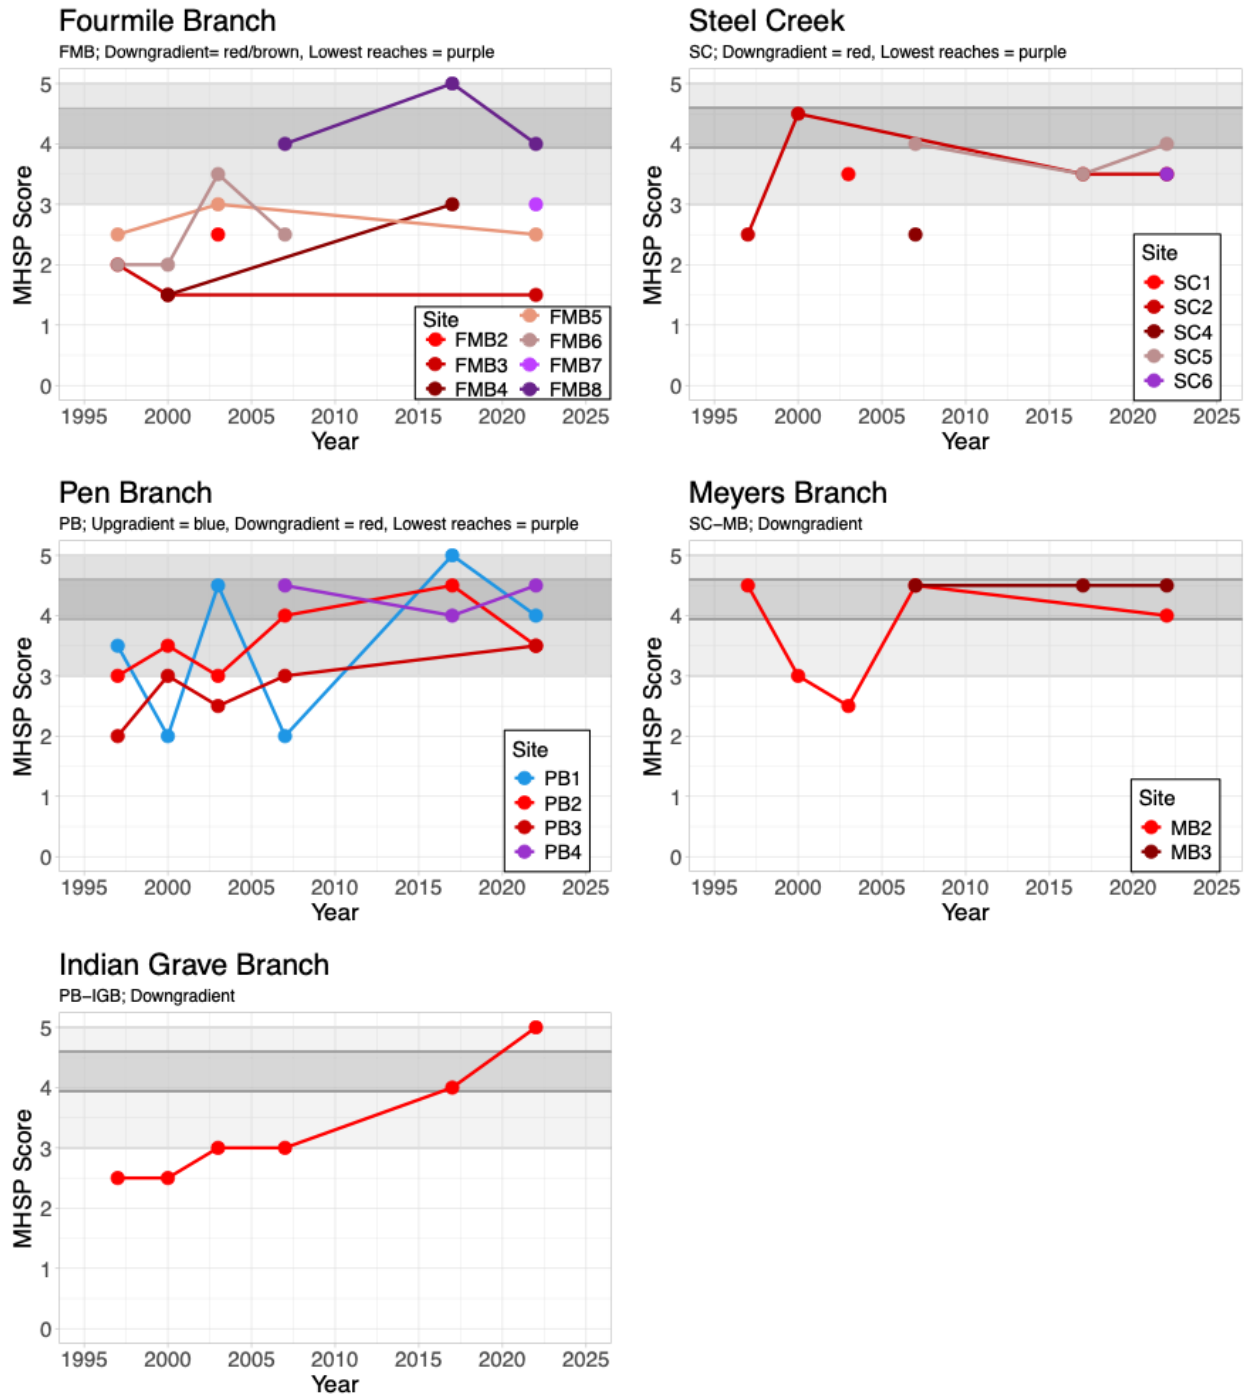 Fourmile Branch
FMB; Downgradient= red/brown, Lowest reaches = purple
MHSP Score
5
4
3
2
1
0
1995 2000 2005 2010 2015 2020 2025
Year
Site
FMB2
FMB3
FMB4
FMB5
FMB6
FMB7
FMB8
Steel Creek
SC; Downgradient = red, Lowest reaches = purple
MHSP Score
5
4
3
2
1
0
1995 2000 2005 2010 2015 2020 2025
Year
Site
SC1
SC2
SC4
SC5
SC6
Pen Branch
PB; Upgradient = blue, Downgradient = red, Lowest reaches = purple
MHSP Score
5
4
3
2
1
0
1995 2000 2005 2010 2015 2020 2025
Year
Site
PB1
PB2
PB3
PB4
Meyers Branch
SC−MB; Downgradient
MHSP Score
5
4
3
2
1
0
1995 2000 2005 2010 2015 2020 2025
Year
Site
MB2
MB3
Indian Grave Branch
PB−IGB; Downgradient
MHSP Score
5
4
3
2
1
0
1995 2000 2005 2010 2015 2020 2025
Year